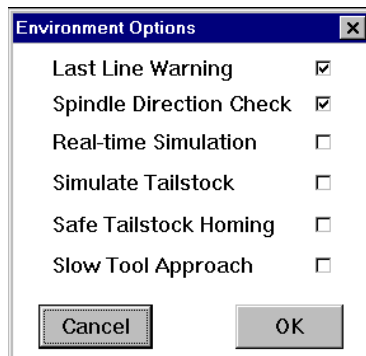 Environment Options
Last Line Warning
Spindle Direction Check
Real-time Simulation
Simulate Tailstock
Safe Tailstock Homing
Slow Tool Approach
Cancel OK